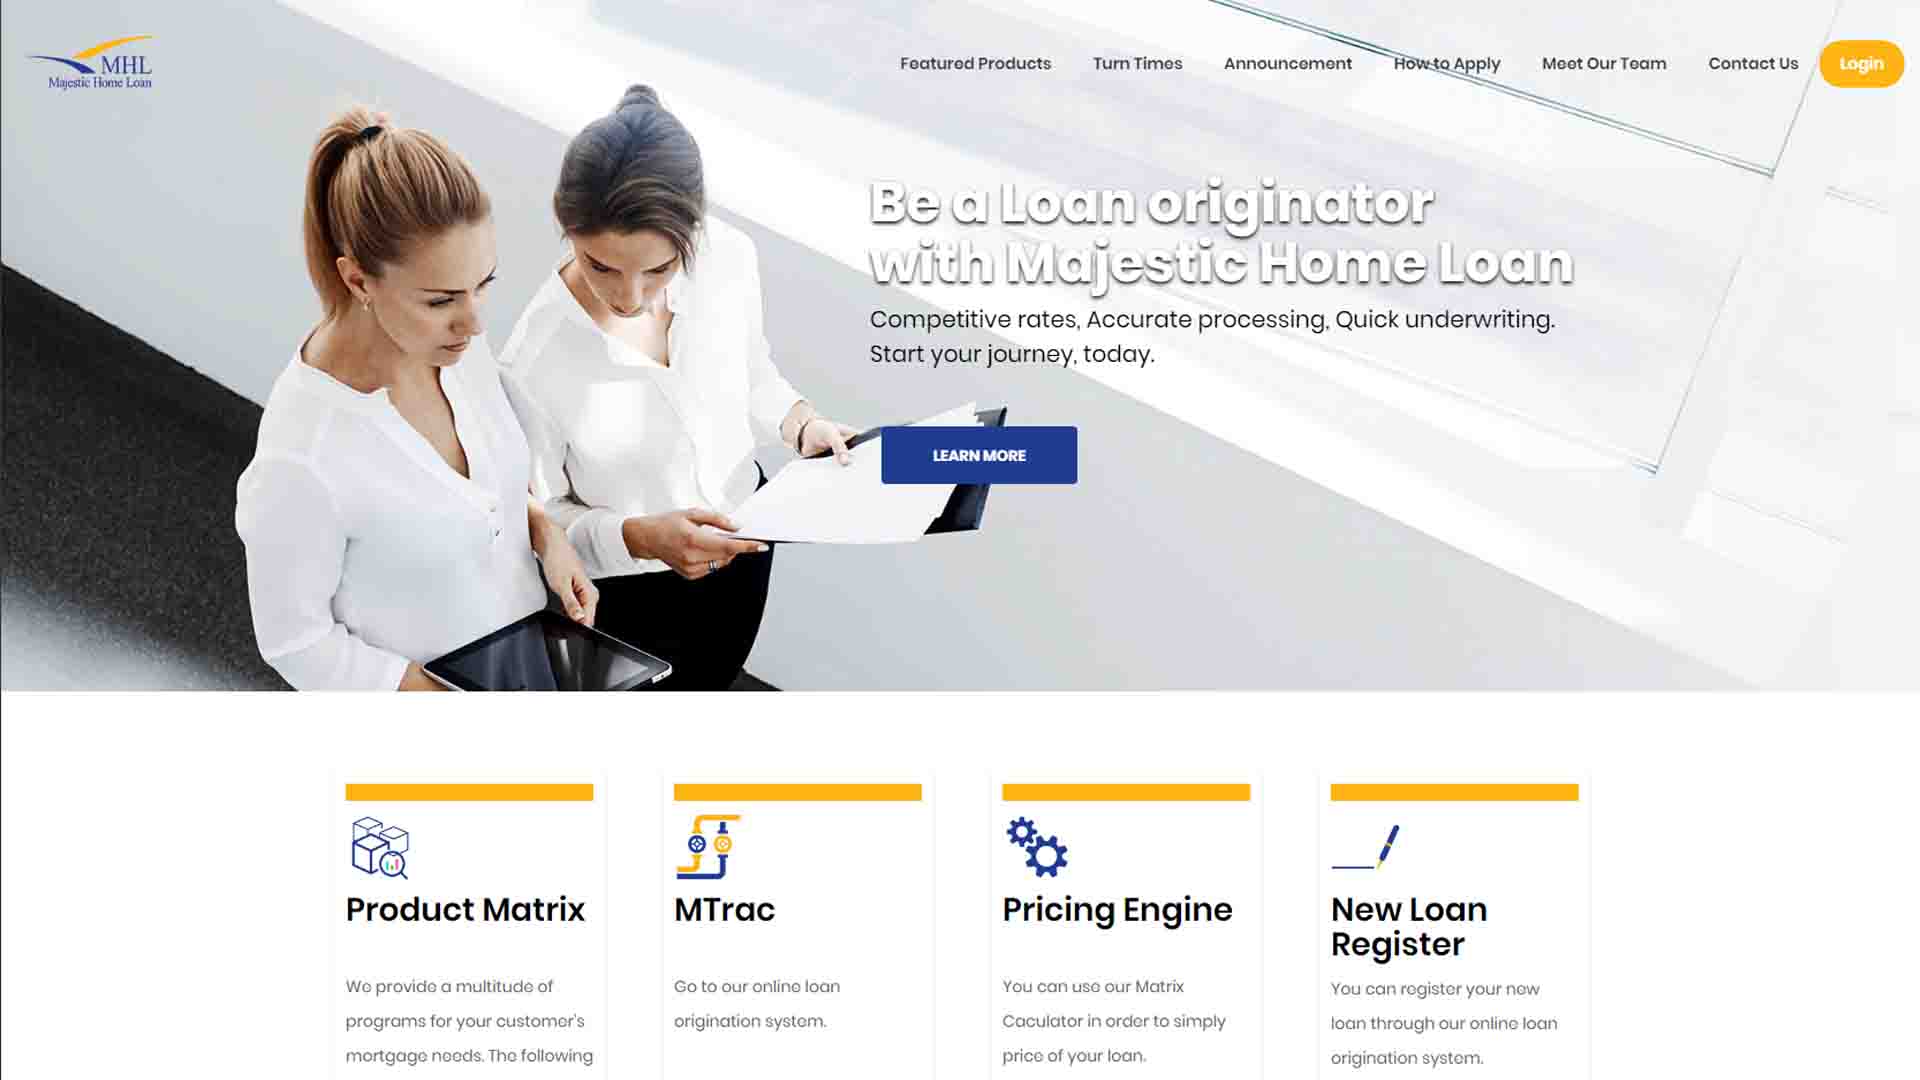 MHL
Majestic Home Loan
Featured Products
Turn Times
Announcement
How to Apply
Meet Our Team
Contact Us
Login
Be a Loan originator
with Majestic Home Loan
Competitive rates, Accurate processing, Quick underwriting.
Start your journey, today.
LEARN MORE
Product Matrix
We provide a multitude of
programs for your customer's
mortgage needs. The following
MTrac
Go to our online loan
origination system.
Pricing Engine
You can use our Matrix
Caculator in order to simply
price of your loan.
New Loan
Register
You can register your new
loan through our online loan
origination system.